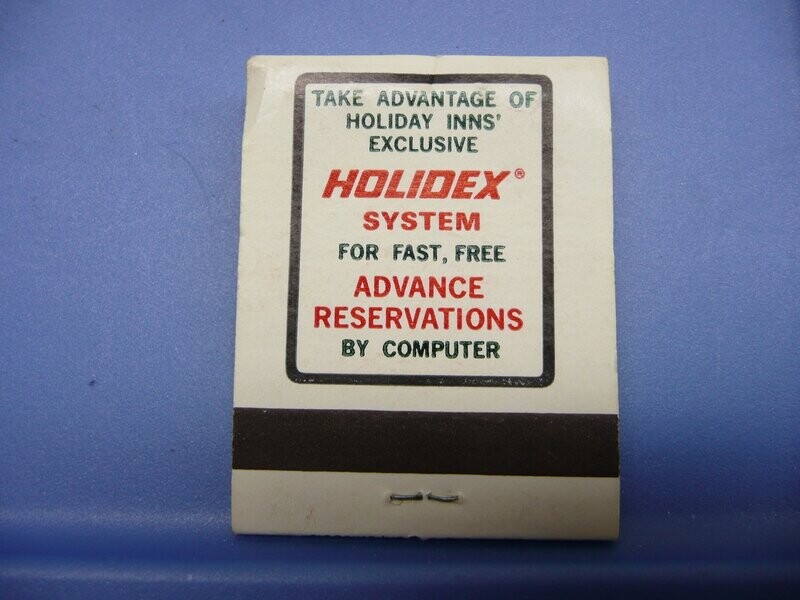 TAKE ADVANTAGE OF
HOLIDAY INNS'
EXCLUSIVE
HOLIDEX®
SYSTEM
FOR FAST, FREE
ADVANCE
RESERVATIONS
BY COMPUTER